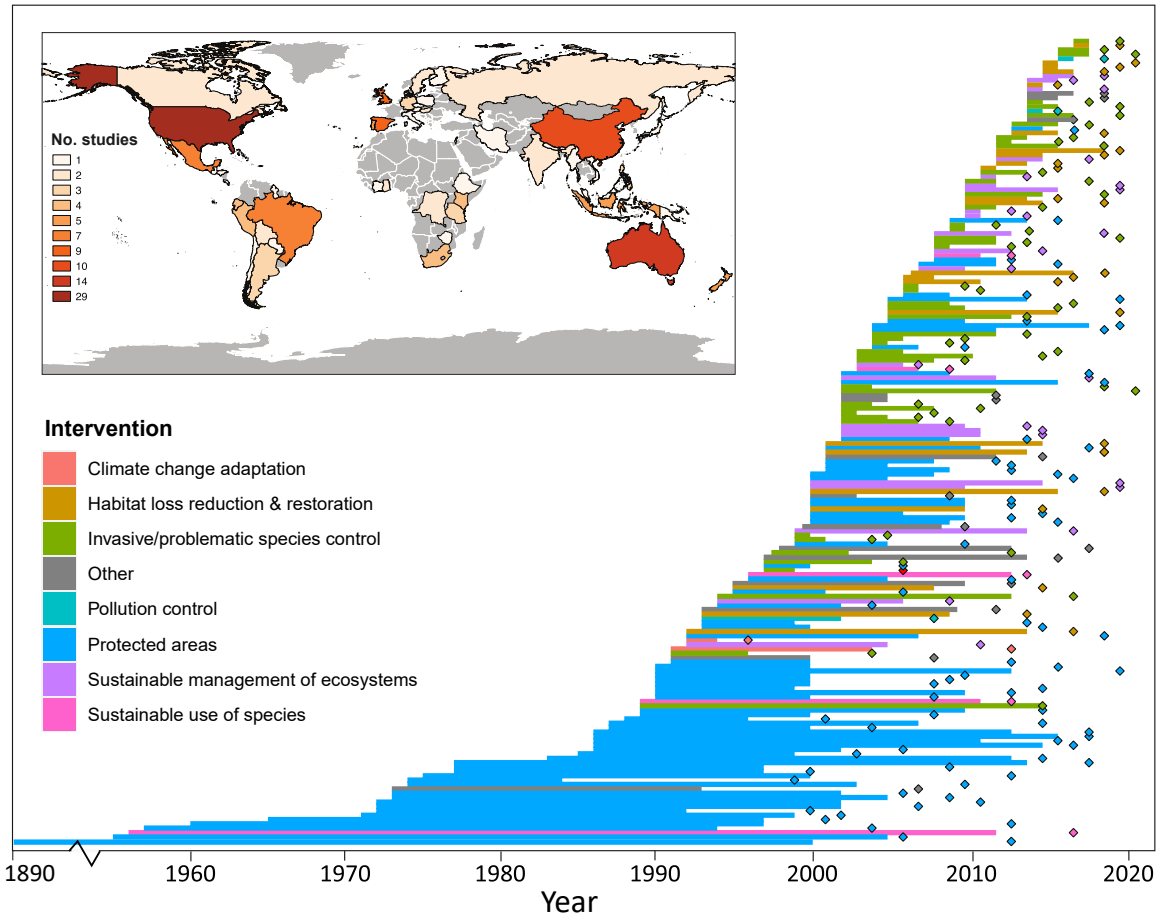 No. studies
1
2
3
4
5
7
9
10
14
29
Intervention
Climate change adaptation
Habitat loss reduction & restoration
Invasive/problematic species control
Other
Pollution control
Protected areas
Sustainable management of ecosystems
Sustainable use of species
1890 1960 1970 1980 1990 2000 2010 2020
Year